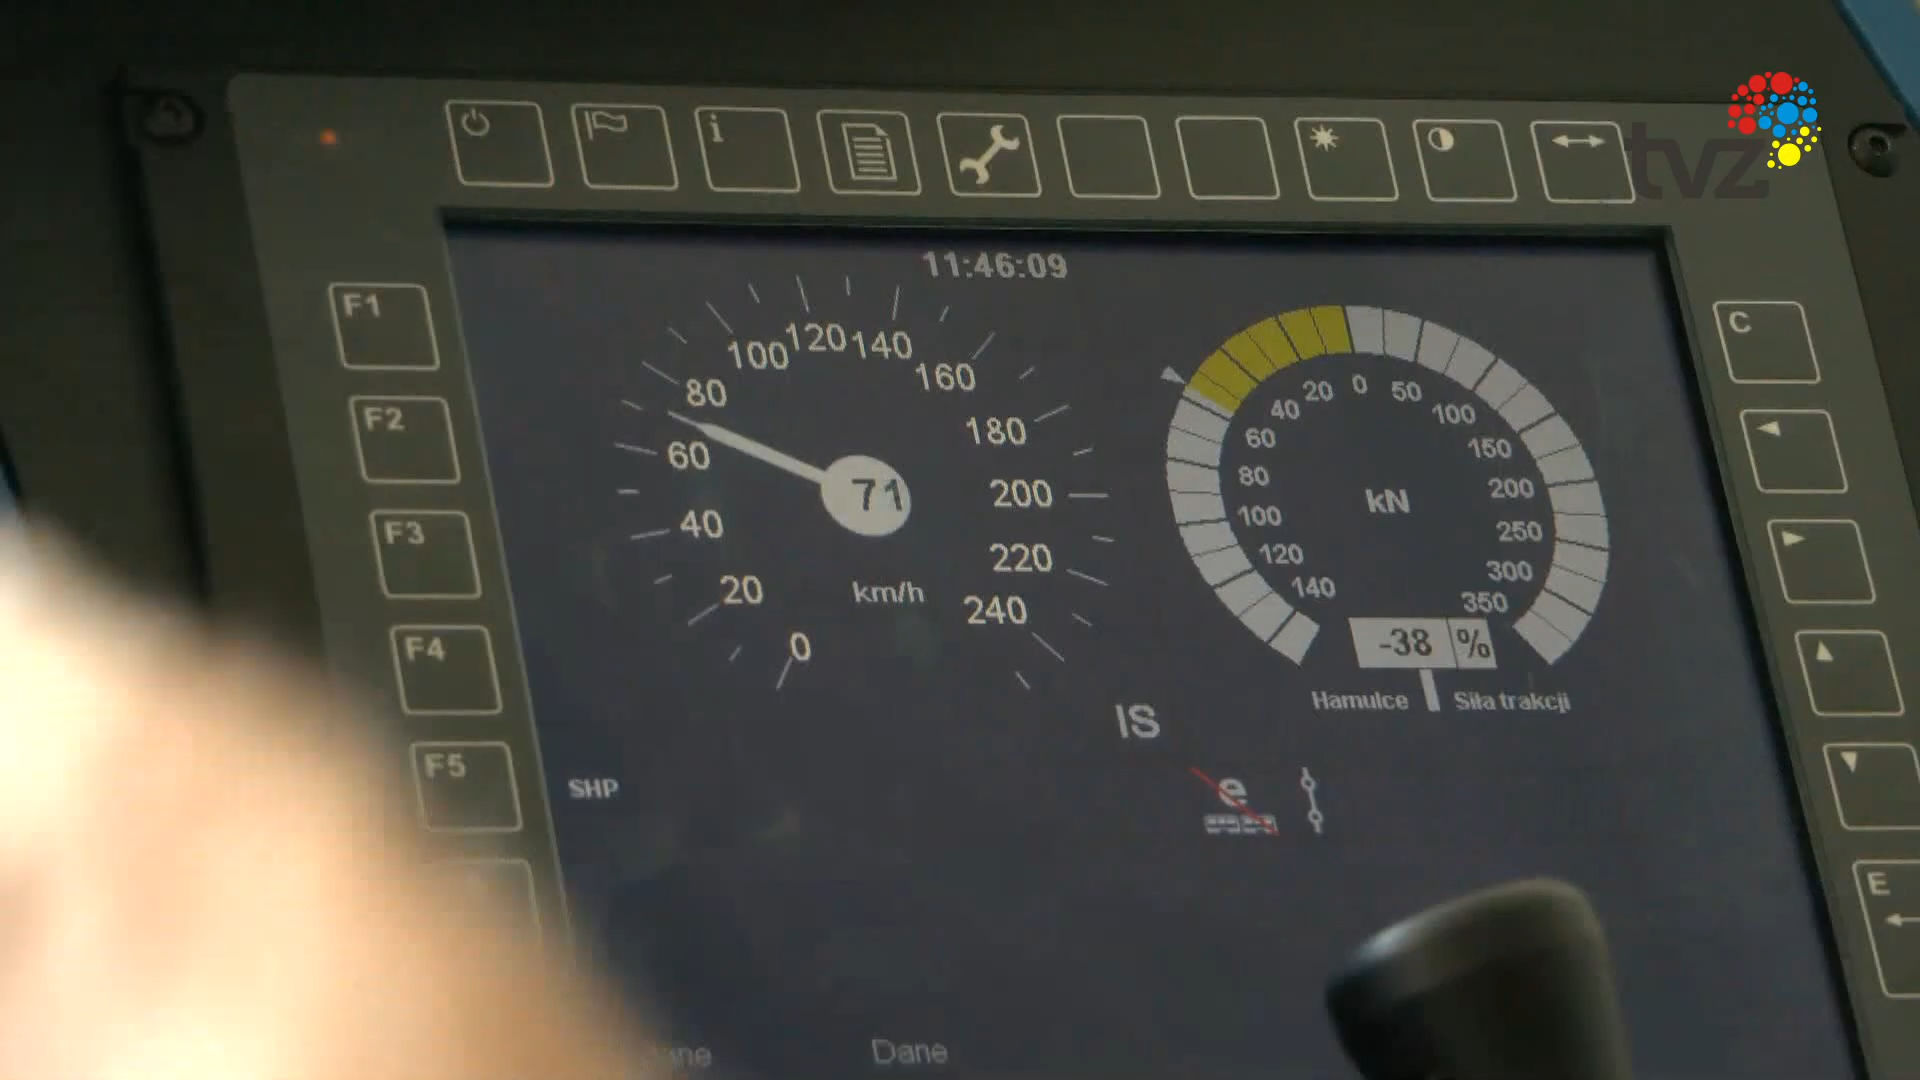 i
tvz
11:46:09
F1
F2
F3
F4
F5
C
E
0
20
40
60
80
100
120
140
160
180
200
220
240
71
km/h
140
120
100
80
60
40
20
0
50
100
150
200
250
300
350
kN
-38 %
Hamulce
Siła trakcji
IS
SHP
e
Dane